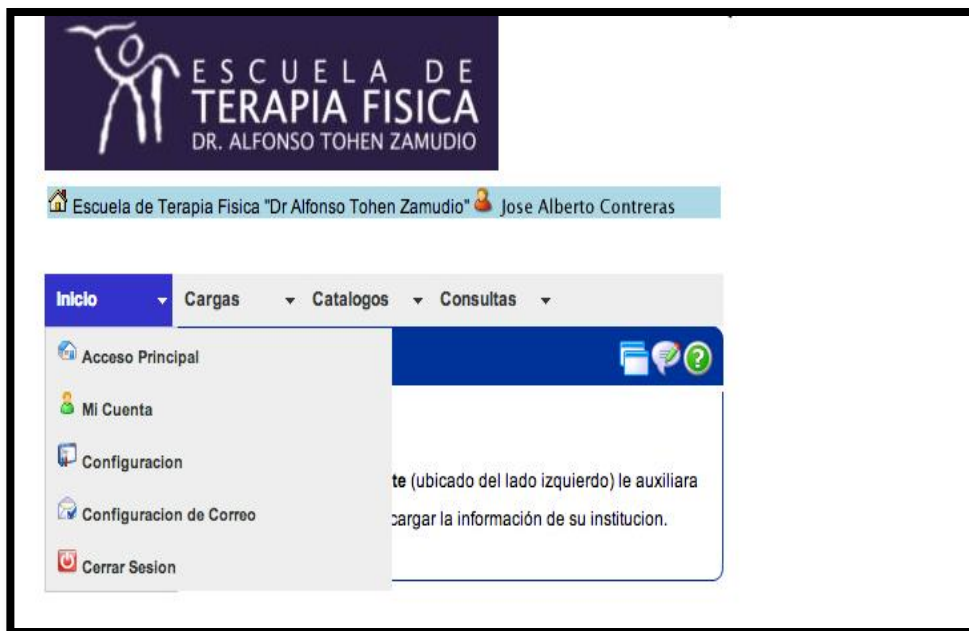 ESCUELA DE
TERAPIA FISICA
DR. ALFONSO TOHEN ZAMUDIO
Escuela de Terapia Fisica "Dr Alfonso Tohen Zamudio" Jose Alberto Contreras
Inicio Cargas Catalogos Consultas
Acceso Principal
Mi Cuenta
Configuracion
te (ubicado del lado izquierdo) le auxiliara
Configuracion de Correo
cargar la información de su institucion.
Cerrar Sesion